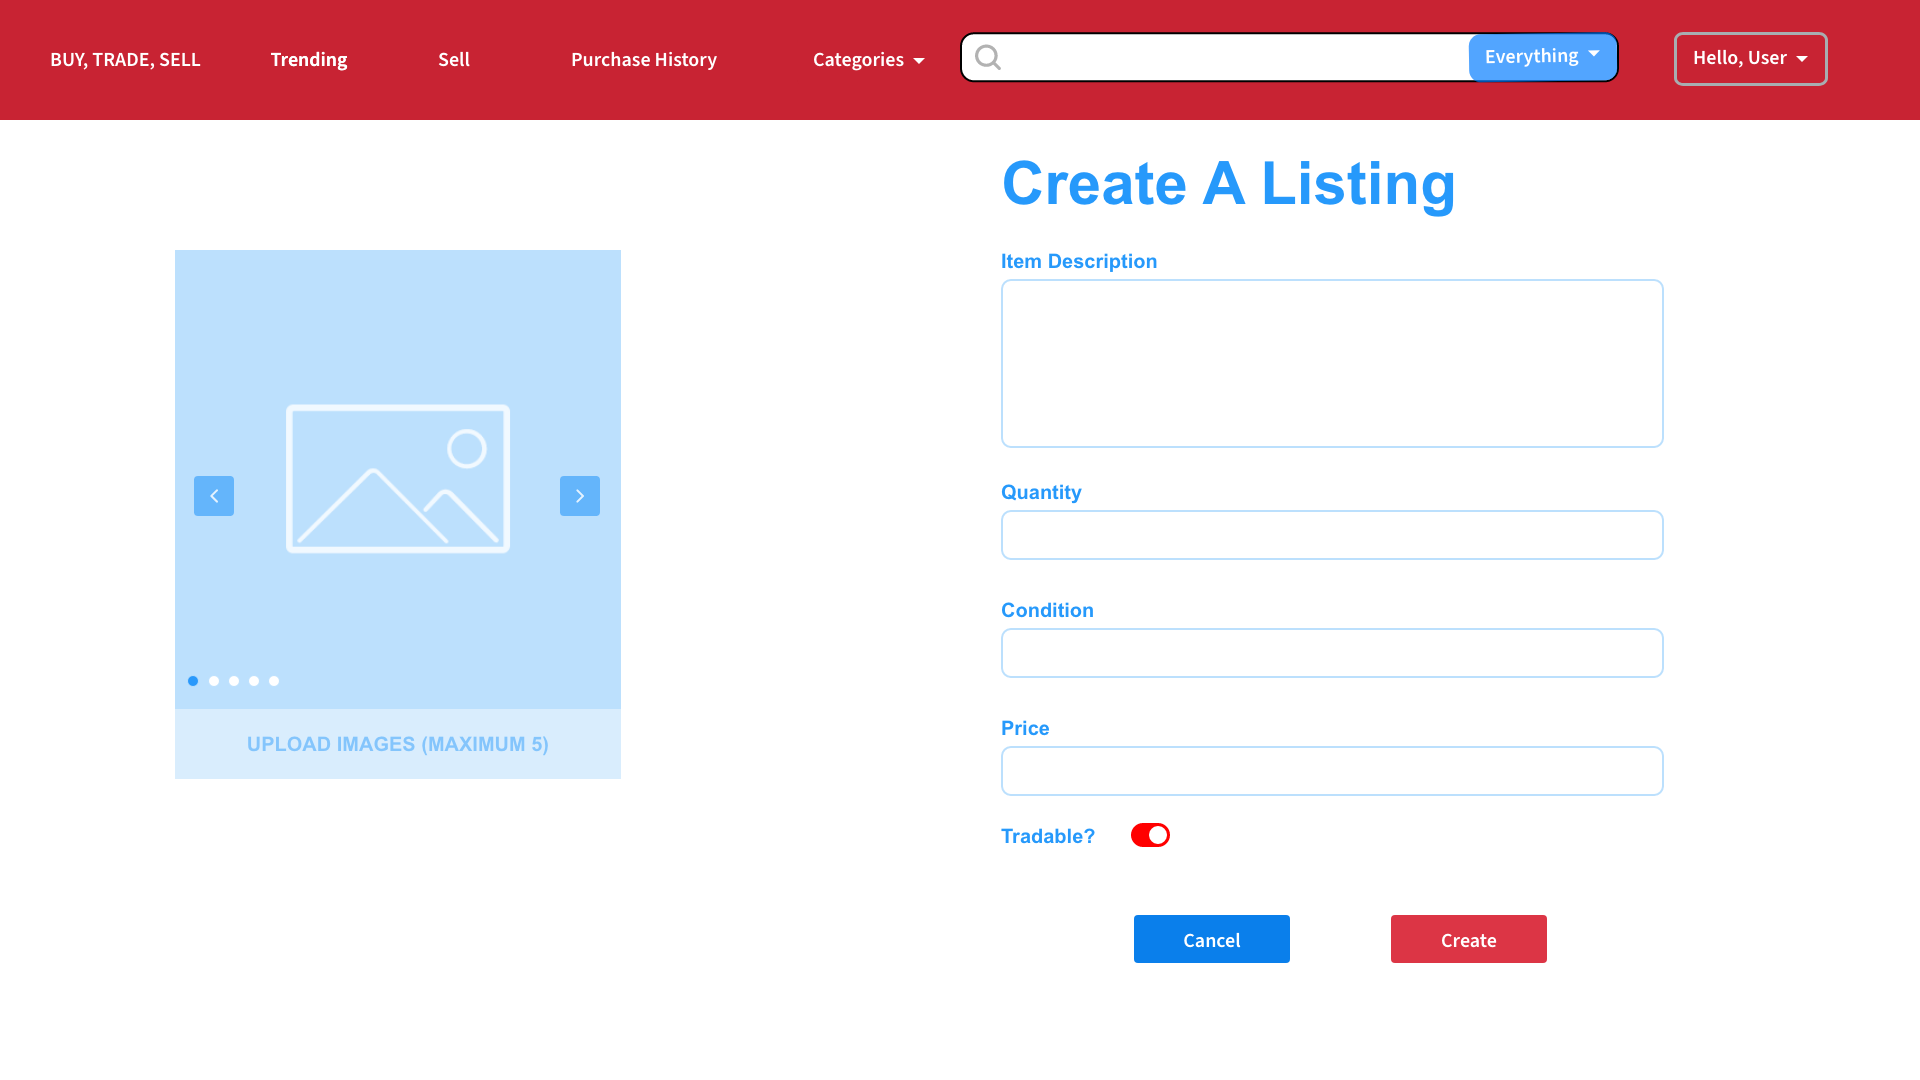 BUY, TRADE, SELL
Trending
Sell
Purchase History
Categories
Everything
Hello, User
Create A Listing
Item Description
Quantity
Condition
Price
Tradable?
UPLOAD IMAGES (MAXIMUM 5)
Cancel
Create